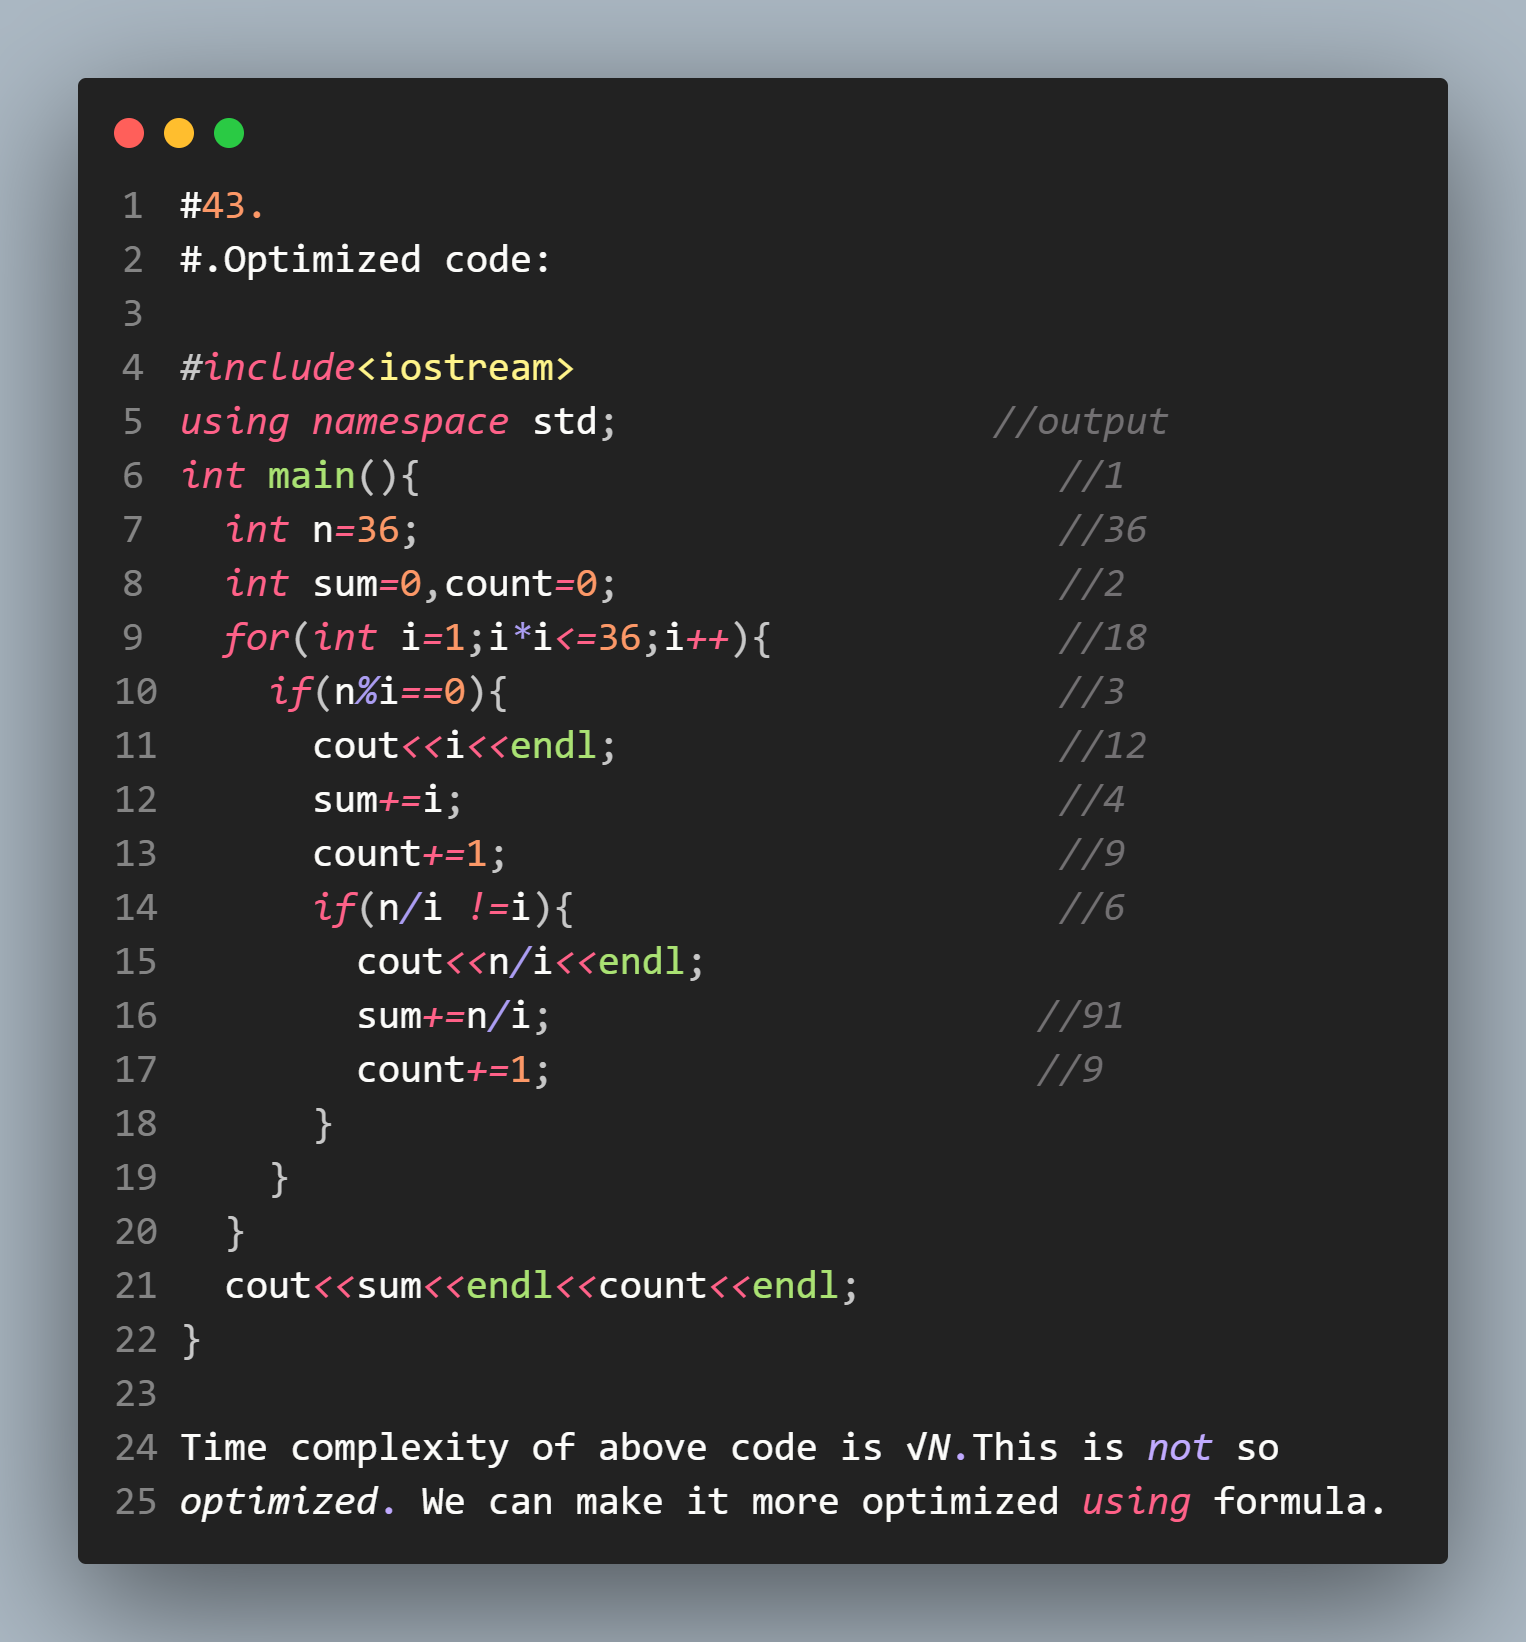 1 #43.
2 #.Optimized code:
3
4 #include<iostream>
5 using namespace std;                 //output
6 int main(){                             //1
7   int n=36;                             //36
8   int sum=0,count=0;                    //2
9   for(int i=1;i*i<=36;i++){             //18
10     if(n%i==0){                         //3
11       cout<<i<<endl;                    //12
12       sum+=i;                           //4
13       count+=1;                         //9
14       if(n/i !=i){                      //6
15         cout<<n/i<<endl;
16         sum+=n/i;                      //91
17         count+=1;                      //9
18       }
19     }
20   }
21   cout<<sum<<endl<<count<<endl;
22 }
23
24 Time complexity of above code is √N.This is not so
25 optimized. We can make it more optimized using formula.